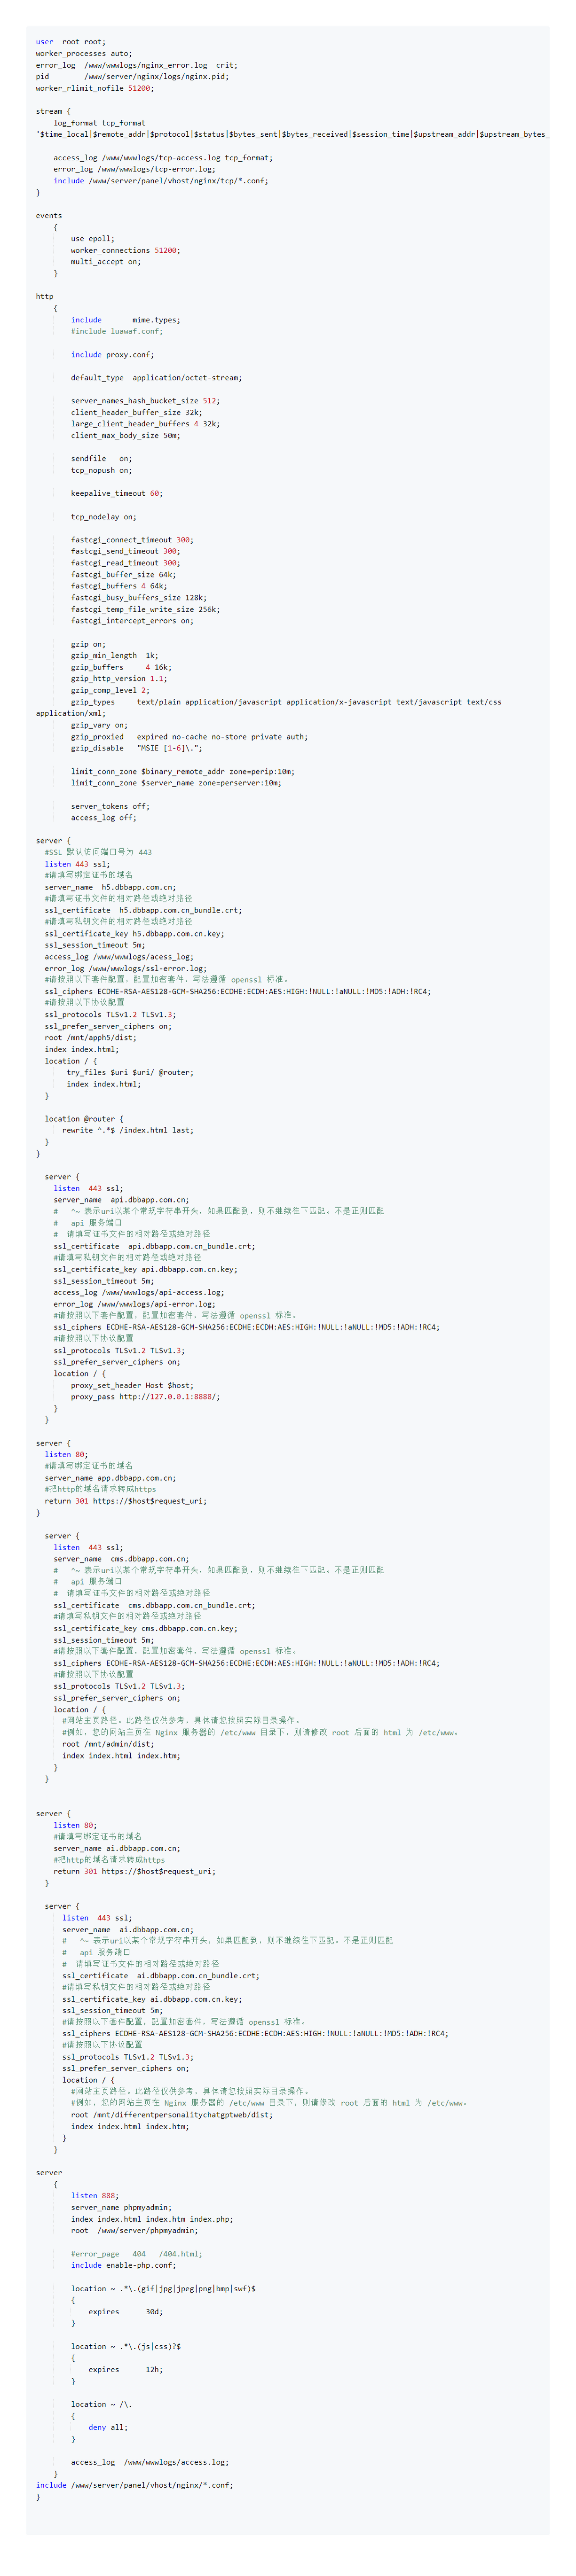 user  root root;
worker_processes auto;
error_log  /www/wwwlogs/nginx_error.log  crit;
pid        /www/server/nginx/logs/nginx.pid;
worker_rlimit_nofile 51200;
stream {
log_format tcp_format
'$time_local|$remote_addr|$protocol|$status|$bytes_sent|$bytes_received|$session_time|$upstream_addr|$upstream_bytes_
access_log /www/wwwlogs/tcp-access.log tcp_format;
error_log /www/wwwlogs/tcp-error.log;
include /www/server/panel/vhost/nginx/tcp/*.conf;
}
events
{
use epoll;
worker_connections 51200;
multi_accept on;
}
http
{
include       mime.types;
#include luawaf.conf;
include proxy.conf;
default_type  application/octet-stream;
server_names_hash_bucket_size 512;
client_header_buffer_size 32k;
large_client_header_buffers 4 32k;
client_max_body_size 50m;
sendfile   on;
tcp_nopush on;
keepalive_timeout 60;
tcp_nodelay on;
fastcgi_connect_timeout 300;
fastcgi_send_timeout 300;
fastcgi_read_timeout 300;
fastcgi_buffer_size 64k;
fastcgi_buffers 4 64k;
fastcgi_busy_buffers_size 128k;
fastcgi_temp_file_write_size 256k;
fastcgi_intercept_errors on;
gzip on;
gzip_min_length  1k;
gzip_buffers     4 16k;
gzip_http_version 1.1;
gzip_comp_level 2;
gzip_types     text/plain application/javascript application/x-javascript text/javascript text/css
application/xml;
gzip_vary on;
gzip_proxied   expired no-cache no-store private auth;
gzip_disable   "MSIE [1-6]\.";
limit_conn_zone $binary_remote_addr zone=perip:10m;
limit_conn_zone $server_name zone=perserver:10m;
server_tokens off;
access_log off;
server {
#SSL 默认访问端口号为 443
listen 443 ssl;
#请填写绑定证书的域名
server_name  h5.dbbapp.com.cn;
#请填写证书文件的相对路径或绝对路径
ssl_certificate  h5.dbbapp.com.cn_bundle.crt;
#请填写私钥文件的相对路径或绝对路径
ssl_certificate_key h5.dbbapp.com.cn.key;
ssl_session_timeout 5m;
access_log /www/wwwlogs/acess_log;
error_log /www/wwwlogs/ssl-error.log;
#请按照以下套件配置，配置加密套件，写法遵循 openssl 标准。
ssl_ciphers ECDHE-RSA-AES128-GCM-SHA256:ECDHE:ECDH:AES:HIGH:!NULL:!aNULL:!MD5:!ADH:!RC4;
#请按照以下协议配置
ssl_protocols TLSv1.2 TLSv1.3;
ssl_prefer_server_ciphers on;
root /mnt/apph5/dist;
index index.html;
location / {
try_files $uri $uri/ @router;
index index.html;
}
location @router {
rewrite ^.*$ /index.html last;
}
}
server {
listen  443 ssl;
server_name  api.dbbapp.com.cn;
#   ^~ 表示uri以某个常规字符串开头，如果匹配到，则不继续往下匹配。不是正则匹配
#   api 服务端口
#  请填写证书文件的相对路径或绝对路径
ssl_certificate  api.dbbapp.com.cn_bundle.crt;
#请填写私钥文件的相对路径或绝对路径
ssl_certificate_key api.dbbapp.com.cn.key;
ssl_session_timeout 5m;
access_log /www/wwwlogs/api-access.log;
error_log /www/wwwlogs/api-error.log;
#请按照以下套件配置，配置加密套件，写法遵循 openssl 标准。
ssl_ciphers ECDHE-RSA-AES128-GCM-SHA256:ECDHE:ECDH:AES:HIGH:!NULL:!aNULL:!MD5:!ADH:!RC4;
#请按照以下协议配置
ssl_protocols TLSv1.2 TLSv1.3;
ssl_prefer_server_ciphers on;
location / {
proxy_set_header Host $host;
proxy_pass http://127.0.0.1:8888/;
}
}
server {
listen 80;
#请填写绑定证书的域名
server_name app.dbbapp.com.cn;
#把http的域名请求转成https
return 301 https://$host$request_uri;
}
server {
listen  443 ssl;
server_name  cms.dbbapp.com.cn;
#   ^~ 表示uri以某个常规字符串开头，如果匹配到，则不继续往下匹配。不是正则匹配
#   api 服务端口
#  请填写证书文件的相对路径或绝对路径
ssl_certificate  cms.dbbapp.com.cn_bundle.crt;
#请填写私钥文件的相对路径或绝对路径
ssl_certificate_key cms.dbbapp.com.cn.key;
ssl_session_timeout 5m;
#请按照以下套件配置，配置加密套件，写法遵循 openssl 标准。
ssl_ciphers ECDHE-RSA-AES128-GCM-SHA256:ECDHE:ECDH:AES:HIGH:!NULL:!aNULL:!MD5:!ADH:!RC4;
#请按照以下协议配置
ssl_protocols TLSv1.2 TLSv1.3;
ssl_prefer_server_ciphers on;
location / {
#网站主页路径。此路径仅供参考，具体请您按照实际目录操作。
#例如，您的网站主页在 Nginx 服务器的 /etc/www 目录下，则请修改 root 后面的 html 为 /etc/www。
root /mnt/admin/dist;
index index.html index.htm;
}
}
server {
listen 80;
#请填写绑定证书的域名
server_name ai.dbbapp.com.cn;
#把http的域名请求转成https
return 301 https://$host$request_uri;
}
server {
listen  443 ssl;
server_name  ai.dbbapp.com.cn;
#   ^~ 表示uri以某个常规字符串开头，如果匹配到，则不继续往下匹配。不是正则匹配
#   api 服务端口
#  请填写证书文件的相对路径或绝对路径
ssl_certificate  ai.dbbapp.com.cn_bundle.crt;
#请填写私钥文件的相对路径或绝对路径
ssl_certificate_key ai.dbbapp.com.cn.key;
ssl_session_timeout 5m;
#请按照以下套件配置，配置加密套件，写法遵循 openssl 标准。
ssl_ciphers ECDHE-RSA-AES128-GCM-SHA256:ECDHE:ECDH:AES:HIGH:!NULL:!aNULL:!MD5:!ADH:!RC4;
#请按照以下协议配置
ssl_protocols TLSv1.2 TLSv1.3;
ssl_prefer_server_ciphers on;
location / {
#网站主页路径。此路径仅供参考，具体请您按照实际目录操作。
#例如，您的网站主页在 Nginx 服务器的 /etc/www 目录下，则请修改 root 后面的 html 为 /etc/www。
root /mnt/differentpersonalitychatgptweb/dist;
index index.html index.htm;
}
}
server
{
listen 888;
server_name phpmyadmin;
index index.html index.htm index.php;
root  /www/server/phpmyadmin;
#error_page   404   /404.html;
include enable-php.conf;
location ~ .*\.(gif|jpg|jpeg|png|bmp|swf)$
{
expires      30d;
}
location ~ .*\.(js|css)?$
{
expires      12h;
}
location ~ /\.
{
deny all;
}
access_log  /www/wwwlogs/access.log;
}
include /www/server/panel/vhost/nginx/*.conf;
}